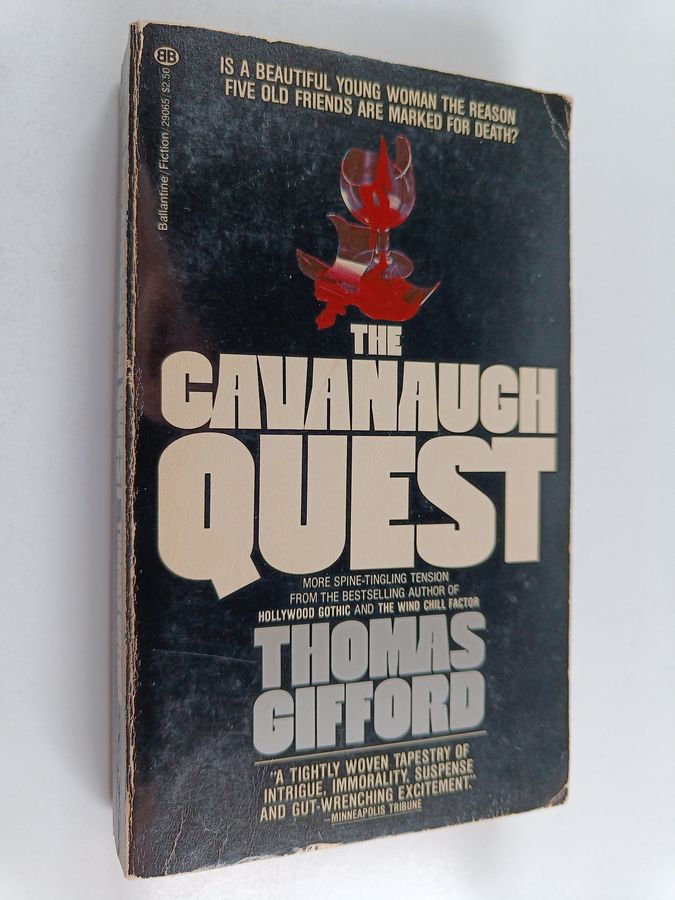 BB
Ballantine/Fiction/29065/$2.50
IS A BEAUTIFUL YOUNG WOMAN THE REASON
FIVE OLD FRIENDS ARE MARKED FOR DEATH?
THE
CAVANAUGH
QUEST
MORE SPINE-TINGLING TENSION
FROM THE BESTSELLING AUTHOR OF
HOLLYWOOD GOTHIC AND THE WIND CHILL FACTOR
THOMAS
GIFFORD
"A TIGHTLY WOVEN TAPESTRY OF
INTRIGUE, IMMORALITY, SUSPENSE
AND GUT-WRENCHING EXCITEMENT."
—MINNEAPOLIS TRIBUNE